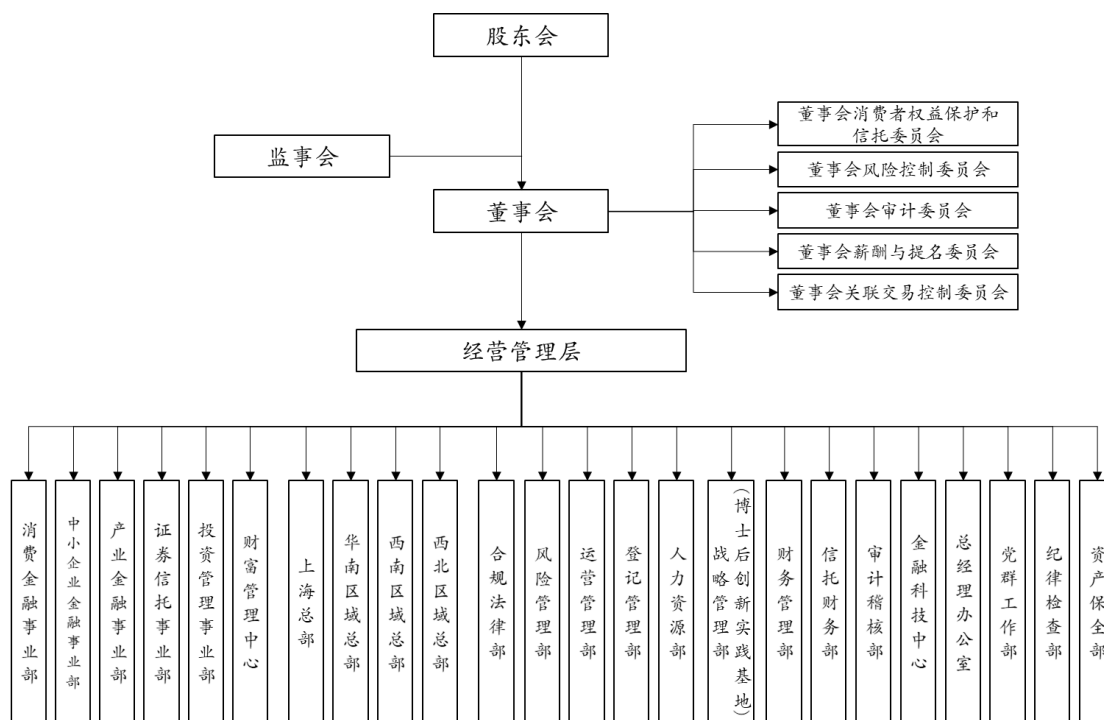 股东会
监事会
董事会
董事会消费者权益保护和
信托委员会
董事会风险控制委员会
董事会审计委员会
董事会薪酬与提名委员会
董事会关联交易控制委员会
经营管理层
消费金融事业部
中小企业金融事业部
产业金融事业部
证券信托事业部
投资管理事业部
财富管理中心
上海总部
华南区域总部
西南区域总部
西北区域总部
合规法律部
风险管理部
运营管理部
登记管理部
人力资源部
战略管理部
（博士后创新实践基地）
财务管理部
信托财务部
审计稽核部
金融科技中心
总经理办公室
党群工作部
纪律检查部
资产保全部